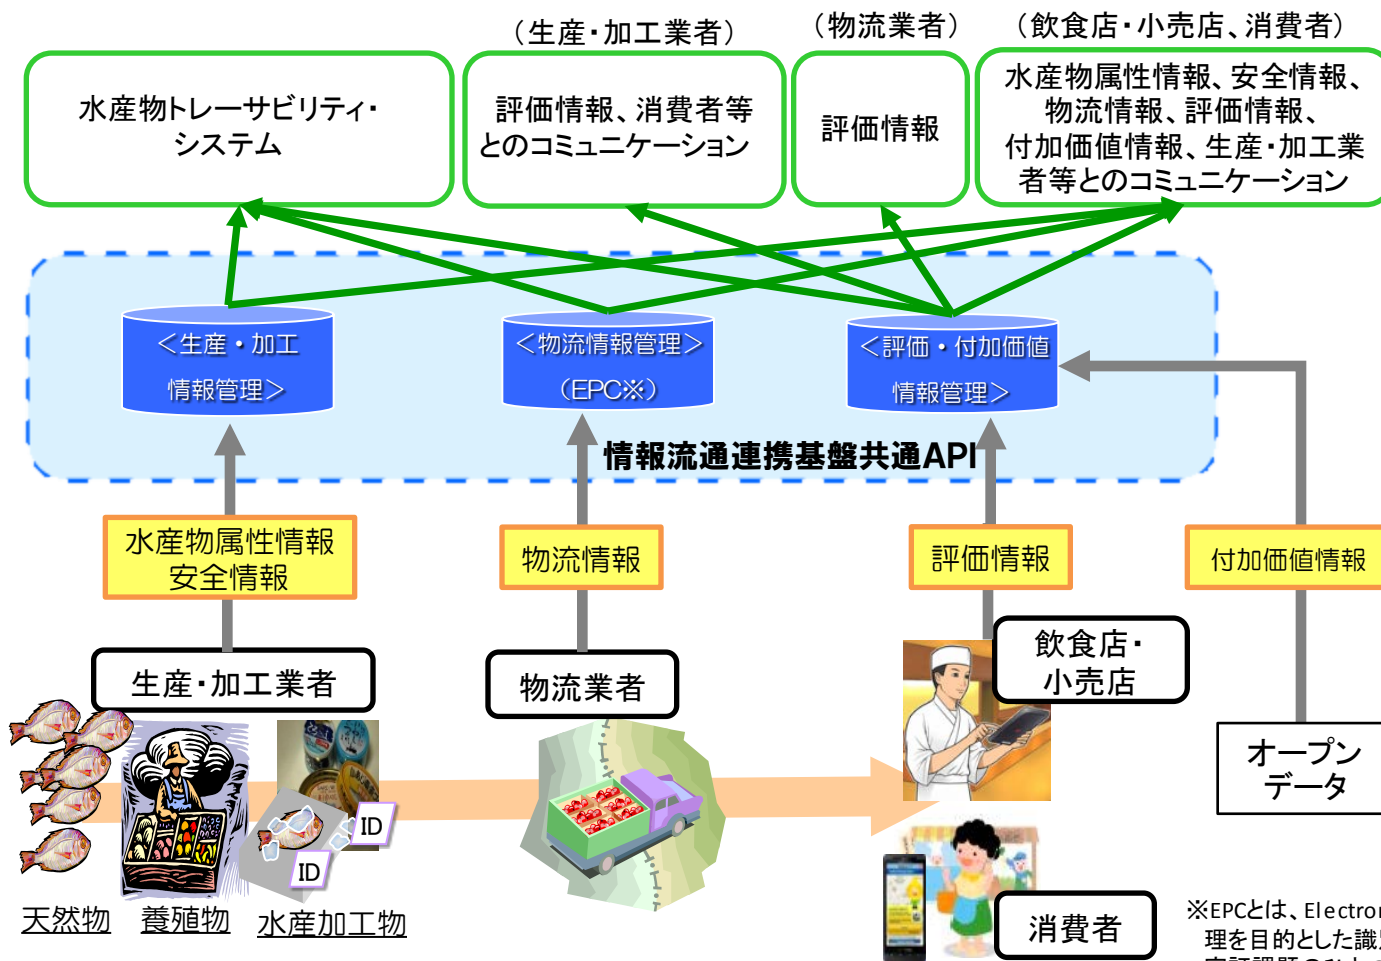 （生産・加工業者）
（物流業者）
（飲食店・小売店、消費者）
水産物トレーサビリティ・
システム
評価情報、消費者等
とのコミュニケーション
評価情報
水産物属性情報、安全情報、
物流情報、評価情報、
付加価値情報、生産・加工業
者等とのコミュニケーション
＜生産・加工
情報管理＞
＜物流情報管理＞
（EPC※）
＜評価・付加価値
情報管理＞
情報流通連携基盤共通API
水産物属性情報
安全情報
物流情報
評価情報
付加価値情報
生産・加工業者
物流業者
飲食店・
小売店
オープン
データ
ID
ID
天然物
養殖物
水産加工物
消費者
※EPCとは、Electron
理を目的とした識